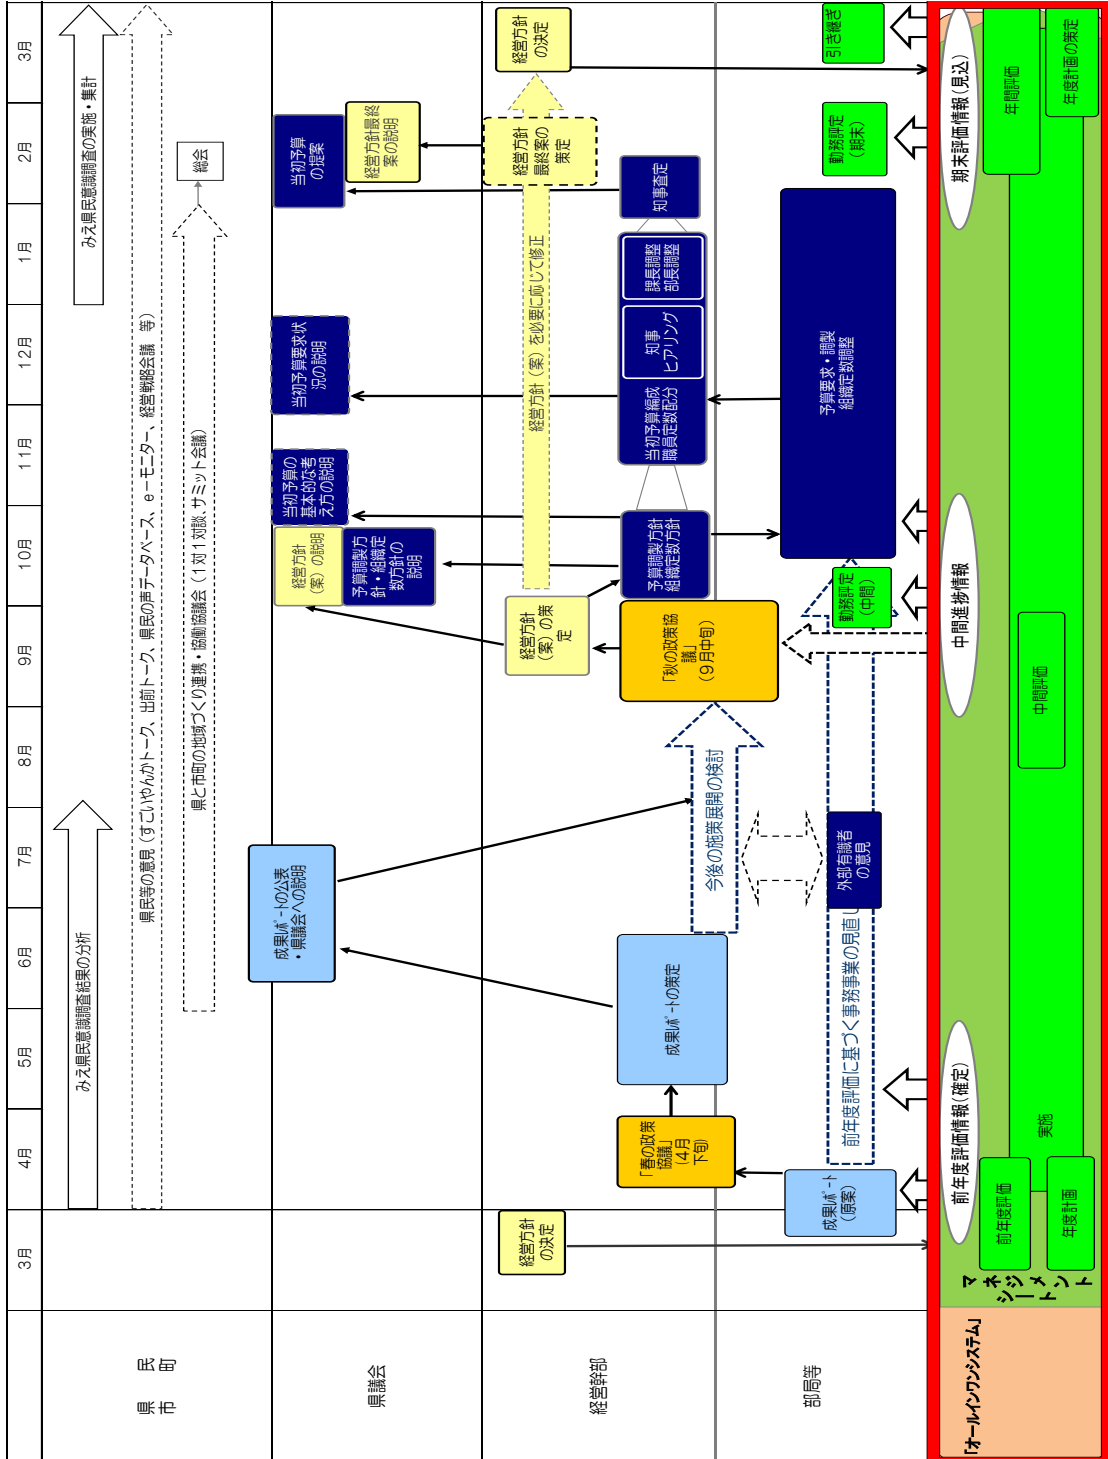 3月
4月
5月
6月
7月
8月
9月
10月
11月
12月
1月
2月
3月
県　民
市　町
みえ県民意識調査結果の分析
みえ県民意識調査の実施・集計
県民等の意見（すごいやんかトーク、出前トーク、県民の声データベース、e－モニター、経営戦略会議　等）
県と市町の地域づくり連携・協働協議会（1対1対談、サミット会議）
総会
県議会
成果ﾚﾎﾟｰﾄの公表
・県議会への説明
経営方針
（案）の説明
予算調製方
針・組織定
数方針の
説明
当初予算の
基本的な考
え方の説明
当初予算要求状
況の説明
当初予算
の提案
経営方針最終
案の説明
経営幹部
経営方針
の決定
「春の政策
協議」
(4月
下旬)
成果ﾚﾎﾟｰﾄの策定
今後の施策展開の検討
「秋の政策協
議」
(9月中旬)
経営方針
（案）の策
定
経営方針（案）を必要に応じて修正
予算調製方針
組織定数方針
当初予算編成
職員定数配分
知事
ヒアリング
課長調整
部長調整
知事査定
経営方針
最終案の
策定
経営方針
の決定
部局等
成果ﾚﾎﾟｰﾄ
（原案）
前年度評価に基づく事務事業の見直し
外部有識者
の意見
勤務評定
（中間）
予算要求・調製
組織定数調整
勤務評定
（期末）
引き継ぎ
「オールインワンシステム」
マネジメント
シート
前年度評価情報（確定）
中間進捗情報
期末評価情報（見込）
前年度評価
年度計画
実施
中間評価
年間評価
年度計画の策定